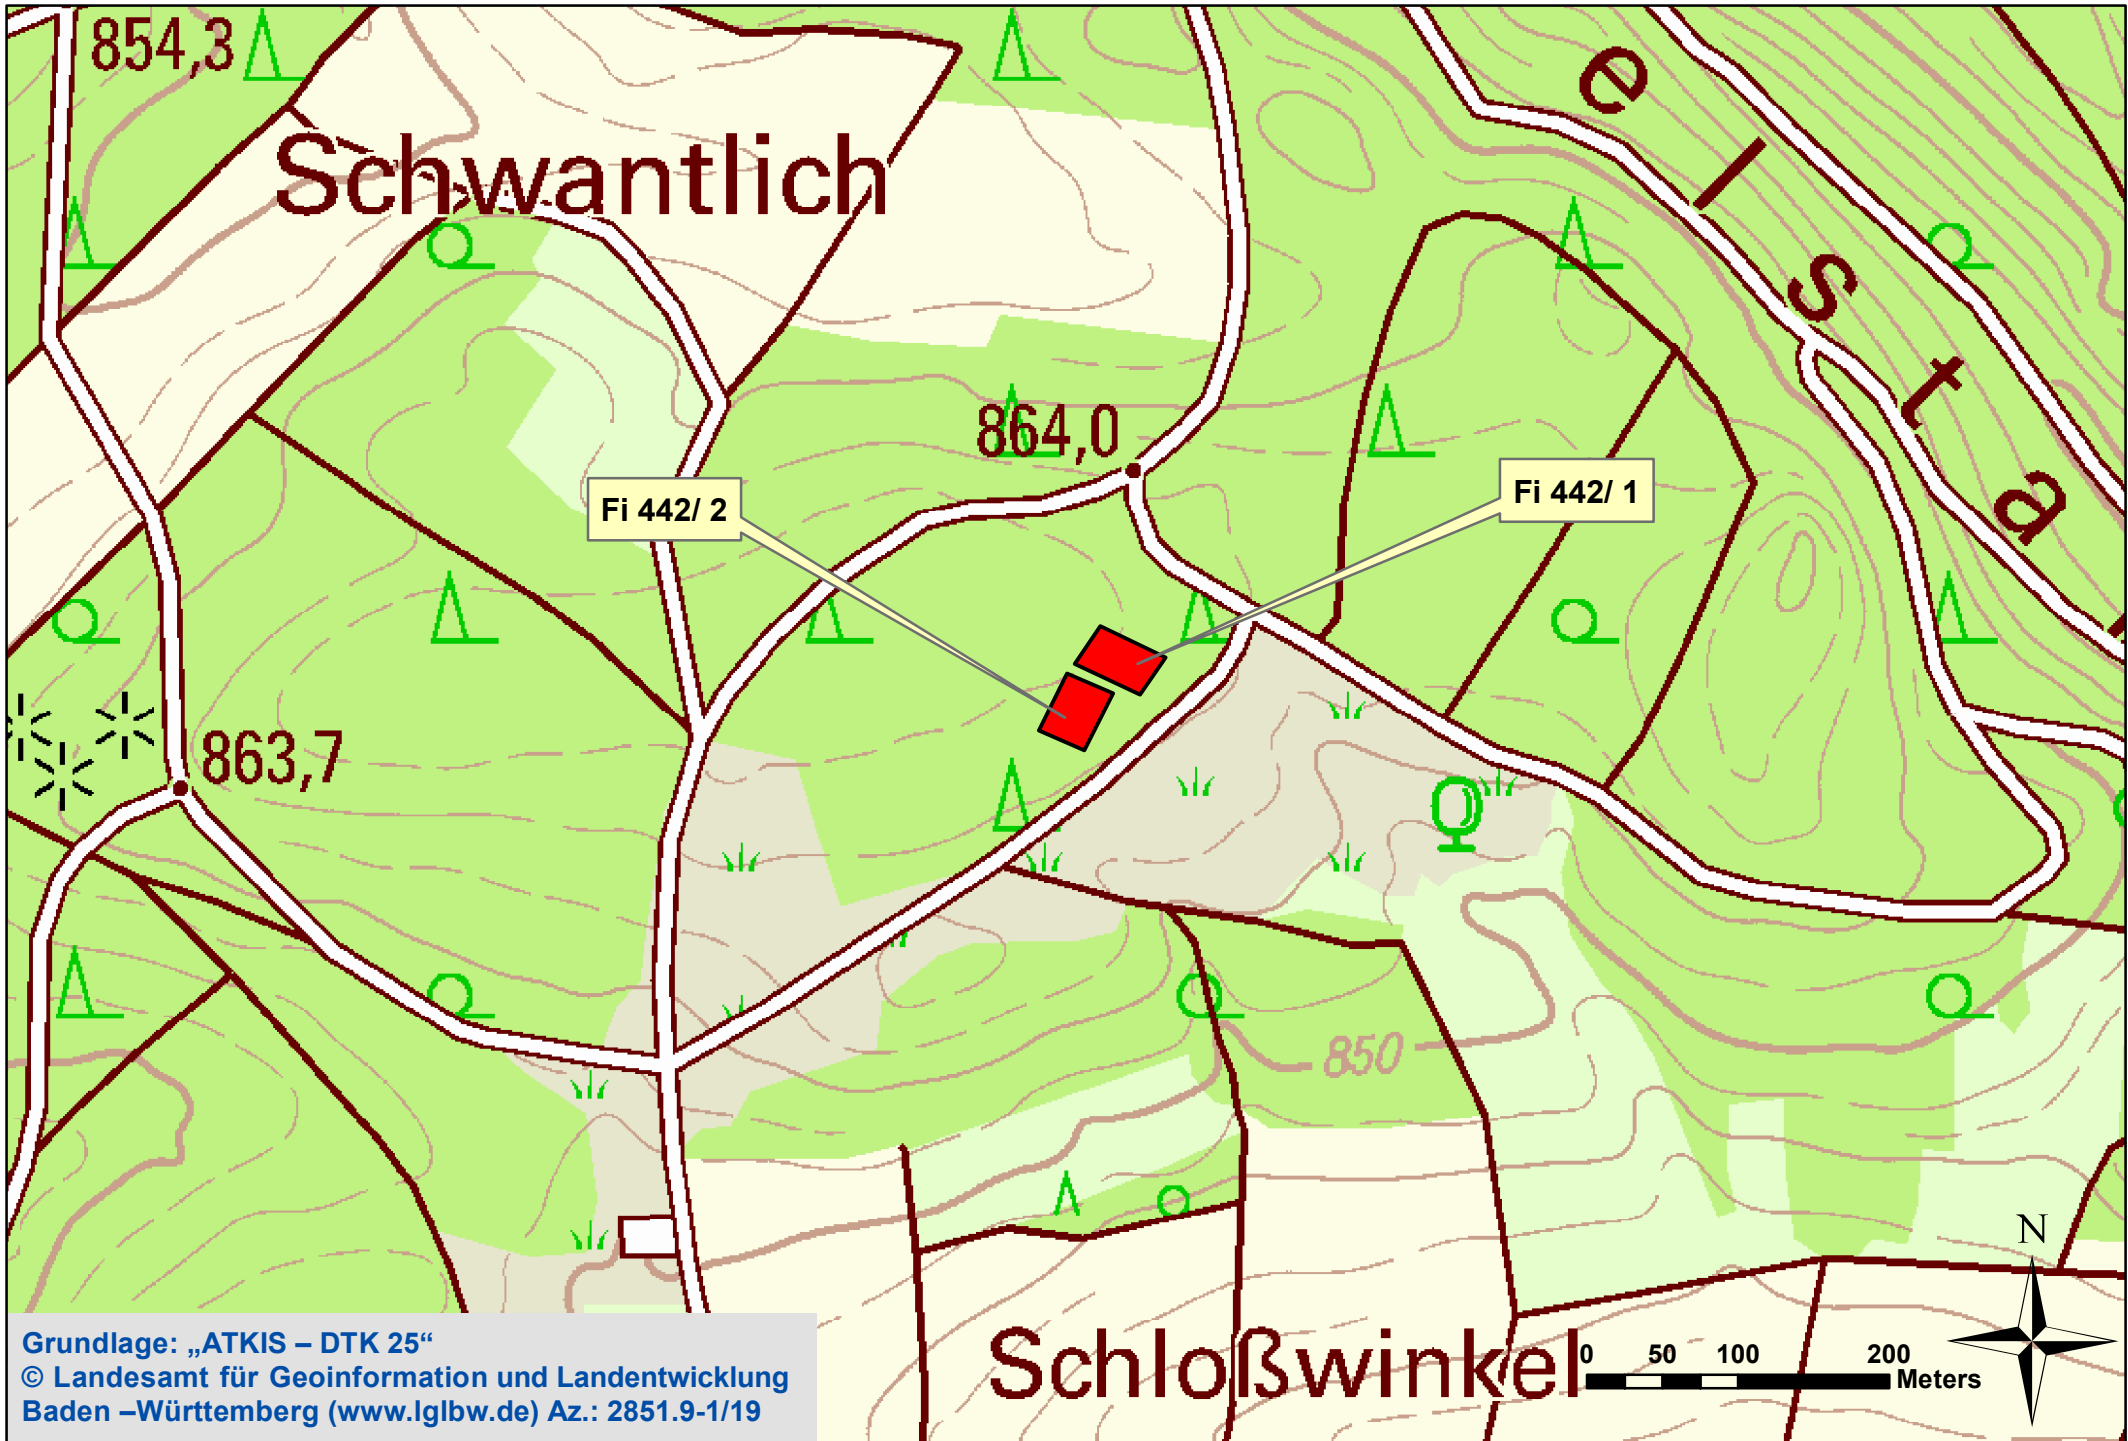 854,3
Schwantlich
e l s t a
864,0
Fi 442/ 2
Fi 442/ 1
863,7
850
N
Schloßwinkel
0 50 100 200
Meters
Grundlage: „ATKIS – DTK 25“
© Landesamt für Geoinformation und Landentwicklung
Baden –Württemberg (www.lglbw.de) Az.: 2851.9-1/19